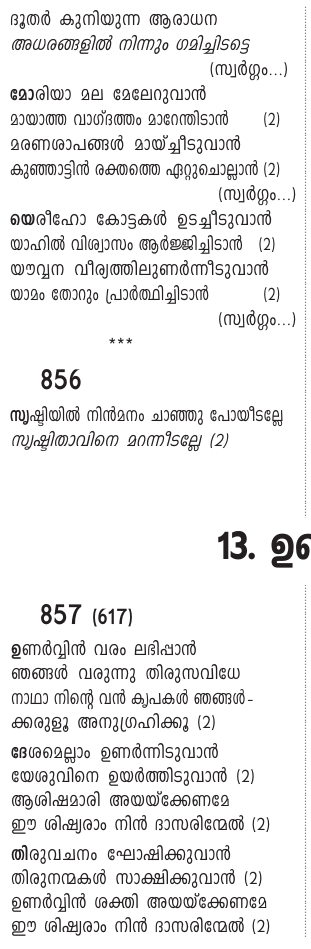 ദൂതർ കുനിയുന്ന ആരാധന
അധരങ്ങളിൽ നിന്നും ഗമിച്ചിടട്ടെ
(സ്വർഗ്ഗം...)
മോരിയാ മല മേലേറുവാൻ
മായാത്ത വാഗ്ദത്തം മാറേന്തിടാൻ (2)
മരണശാപങ്ങൾ മായ്ച്ചീടുവാൻ
കുഞ്ഞാട്ടിൻ രക്തത്തെ ഏറ്റുചൊല്ലാൻ (2)
(സ്വർഗ്ഗം...)
യെരീഹോ കോട്ടകൾ ഉടച്ചീടുവാൻ
യാഹിൽ വിശ്വാസം ആർജ്ജിച്ചിടാൻ (2)
യൗവ്വന വീര്യത്തിലുണർന്നീടുവാൻ
യാമം തോറും പ്രാർത്ഥിച്ചിടാൻ (2)
(സ്വർഗ്ഗം...)
***
856
സൃഷ്ടിയിൽ നിൻമനം ചാഞ്ഞു പോയീടല്ലേ
സൃഷ്ടിതാവിനെ മറന്നീടല്ലേ (2)
13. ഉണ
857 (617)
ഉണർവ്വിൻ വരം ലഭിപ്പാൻ
ഞങ്ങൾ വരുന്നു തിരുസവിധേ
നാഥാ നിന്റെ വൻ കൃപകൾ ഞങ്ങൾ-
ക്കരുളൂ അനുഗ്രഹിക്കൂ (2)
ദേശമെല്ലാം ഉണർന്നിടുവാൻ
യേശുവിനെ ഉയർത്തിടുവാൻ (2)
ആശിഷമാരി അയയ്ക്കേണമേ
ഈ ശിഷ്യരാം നിൻ ദാസരിന്മേൽ (2)
തിരുവചനം ഘോഷിക്കുവാൻ
തിരുനന്മകൾ സാക്ഷിക്കുവാൻ (2)
ഉണർവ്വിൻ ശക്തി അയയ്ക്കേണമേ
ഈ ശിഷ്യരാം നിൻ ദാസരിന്മേൽ (2)